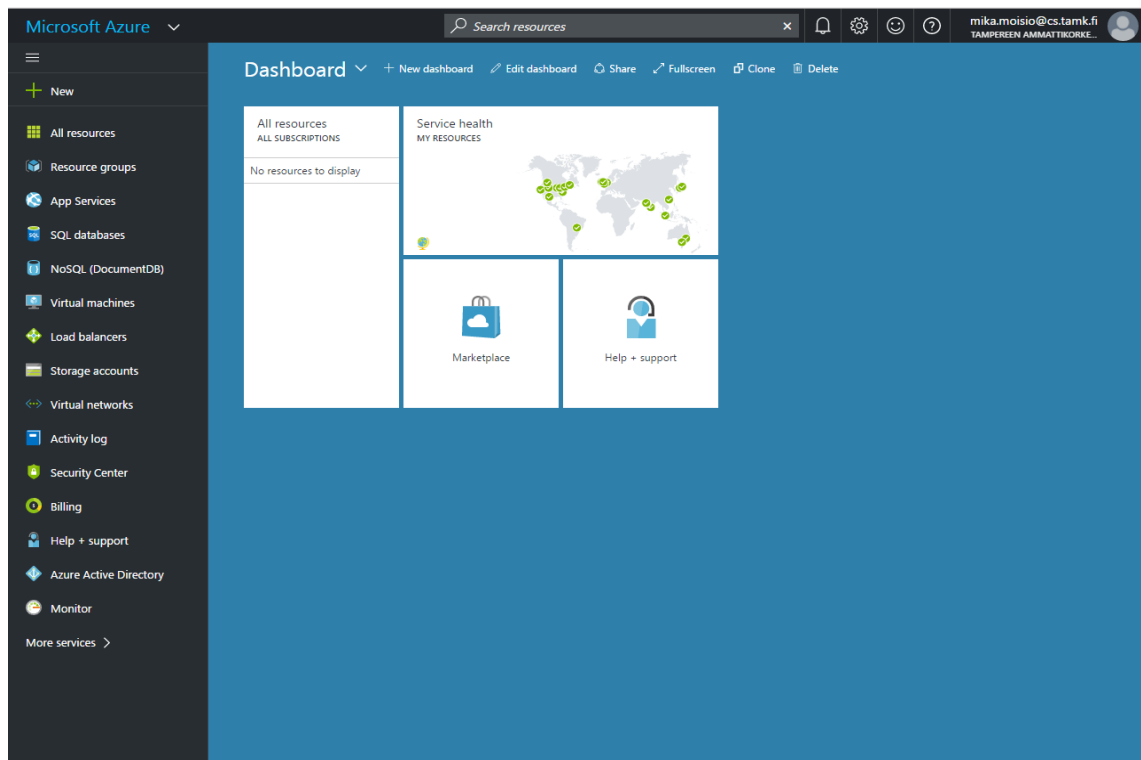 Microsoft Azure
Search resources
mika.moisio@cs.tamk.fi
TAMPEREEN AMMATTIKORKE...
New
All resources
Resource groups
App Services
SQL databases
NoSQL (DocumentDB)
Virtual machines
Load balancers
Storage accounts
Virtual networks
Activity log
Security Center
Billing
Help + support
Azure Active Directory
Monitor
More services
Dashboard
New dashboard
Edit dashboard
Share
Fullscreen
Clone
Delete
All resources
ALL SUBSCRIPTIONS
No resources to display
Service health
MY RESOURCES
Marketplace
Help + support